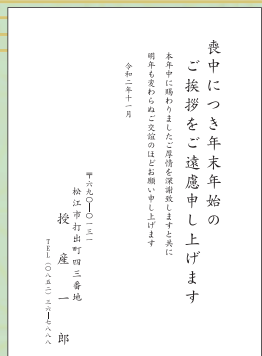 喪中につき年末年始の
ご挨拶をご遠慮申し上げます
本年中に賜わりましたご厚情を深謝致しますと共に
明年も変わらぬご交誼のほどお願い申し上げます
令和二年十一月
〒六九〇―〇一三一
松江市打出町四三番地
授産一郎
TEL(〇八五二)三六―七八八八